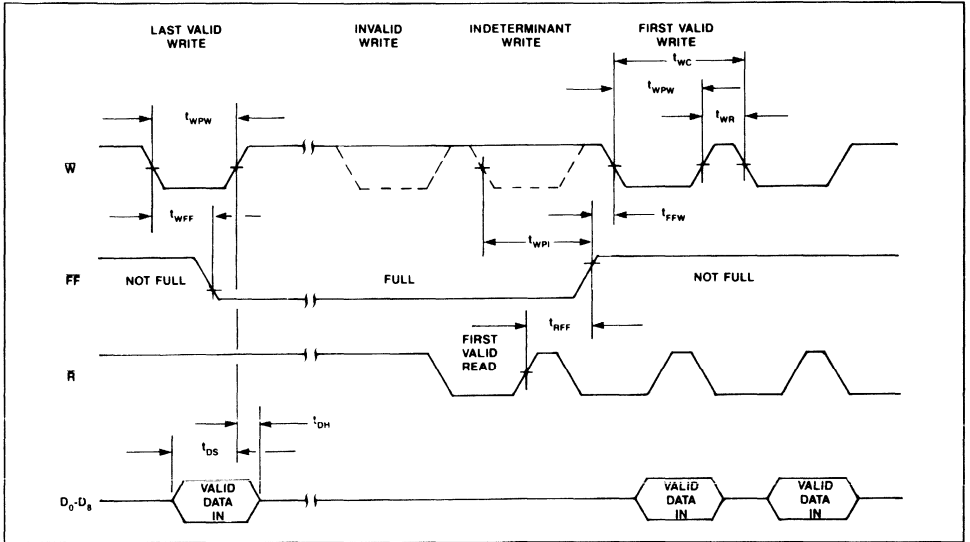 LAST VALID
WRITE
INVALID
WRITE
INDETERMINANT
WRITE
FIRST VALID
WRITE
tWC
tWPW
tWPW
tWR
W̅
tWFF
tFFW
tWPI
F̅F̅
NOT FULL
FULL
NOT FULL
tRFF
FIRST
VALID
READ
R̅
tDH
tDS
D0-D8
VALID
DATA
IN
VALID
DATA
IN
VALID
DATA
IN